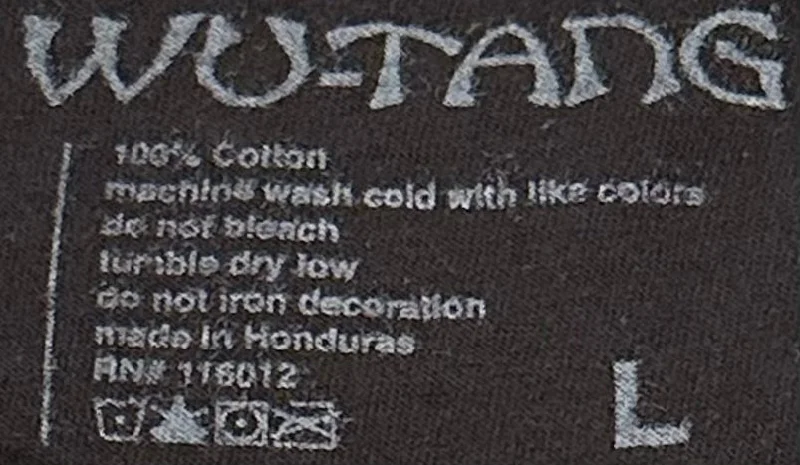 WU-TANG
100% Cotton
machine wash cold with like colors
do not bleach
tumble dry low
do not iron decoration
made in Honduras
RN# 116012
L